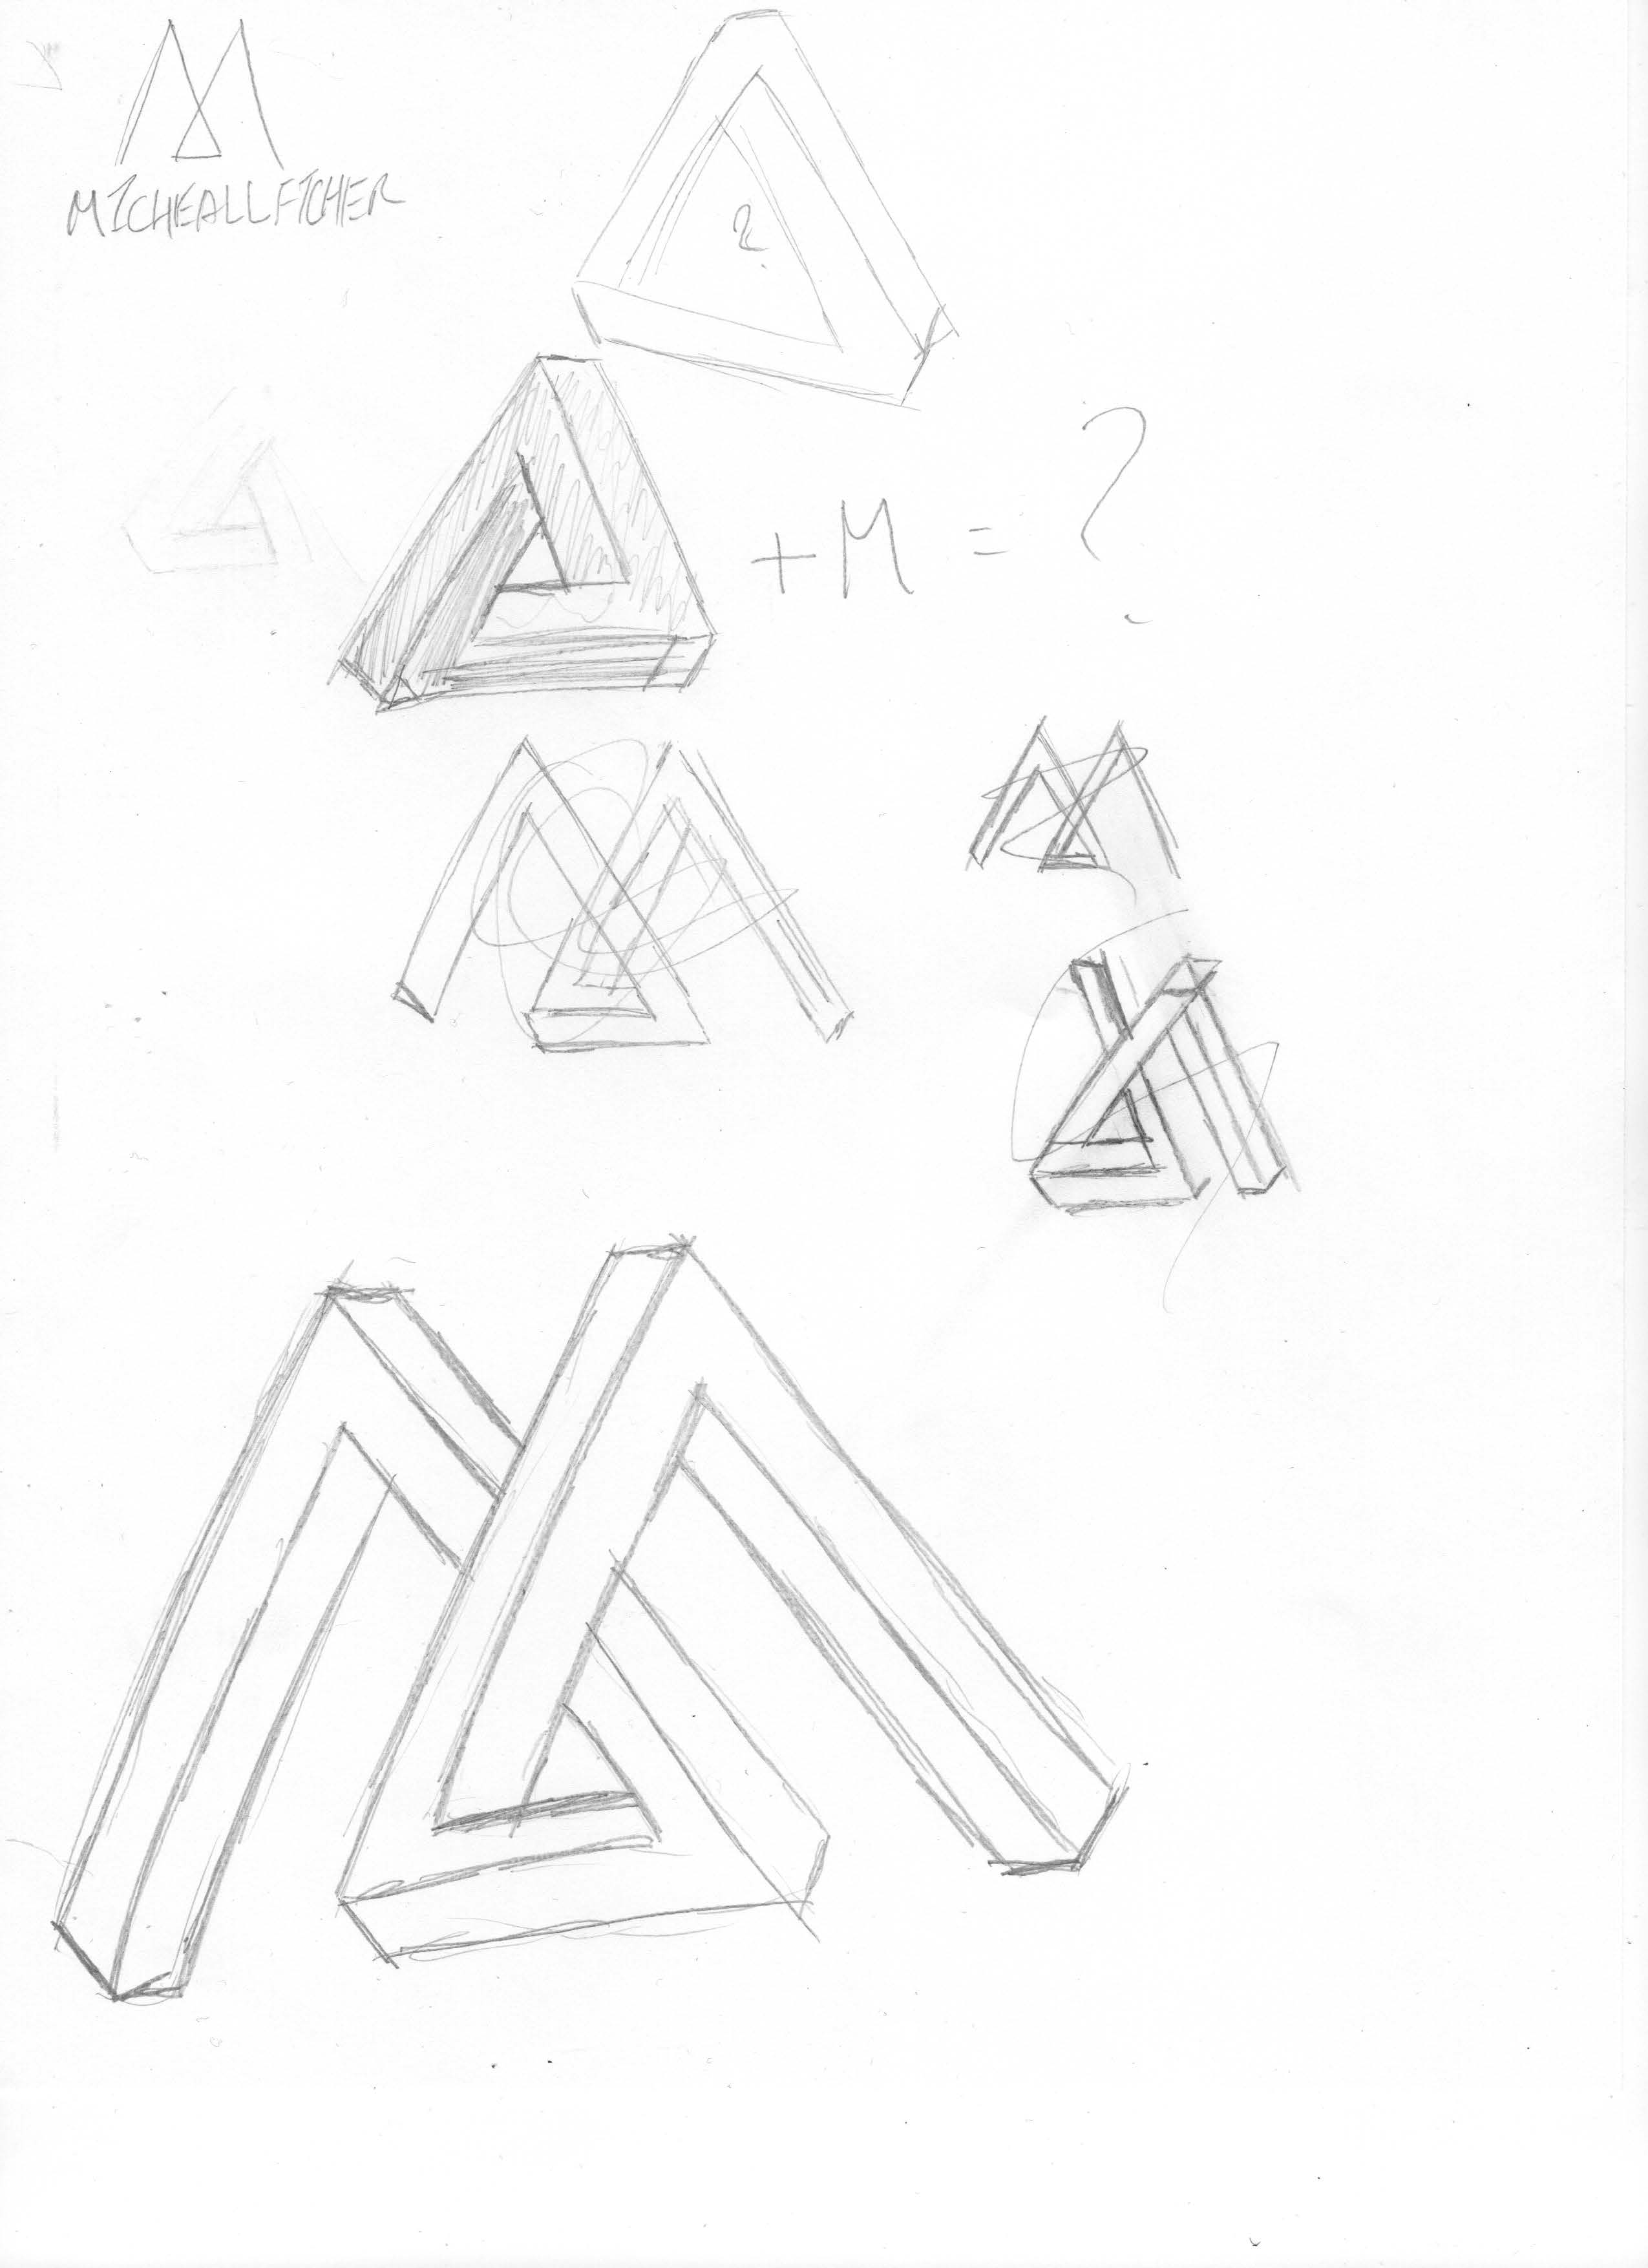 M
MICHEALLFICHER
?
+ M = ?